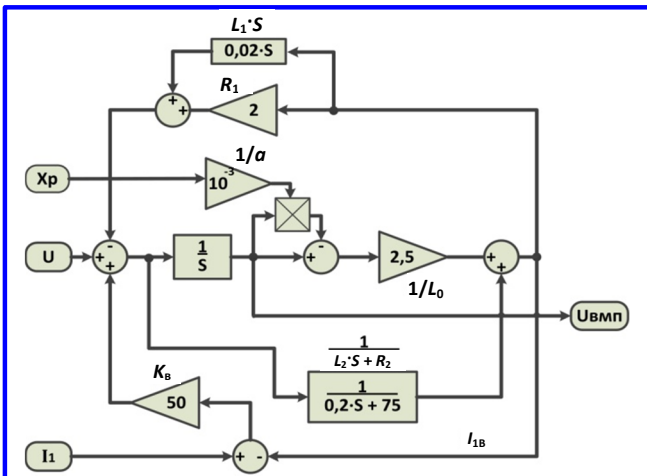 L₁·S
0,02·S
R₁
+
+
2
1/a
Xp
10⁻³
-
U
+
+
1
S
-
+
2,5
+
+
1/L₀
Uвмп
1
L₂·S + R₂
Kв
1
0,2·S + 75
50
I₁
+
-
I₁в